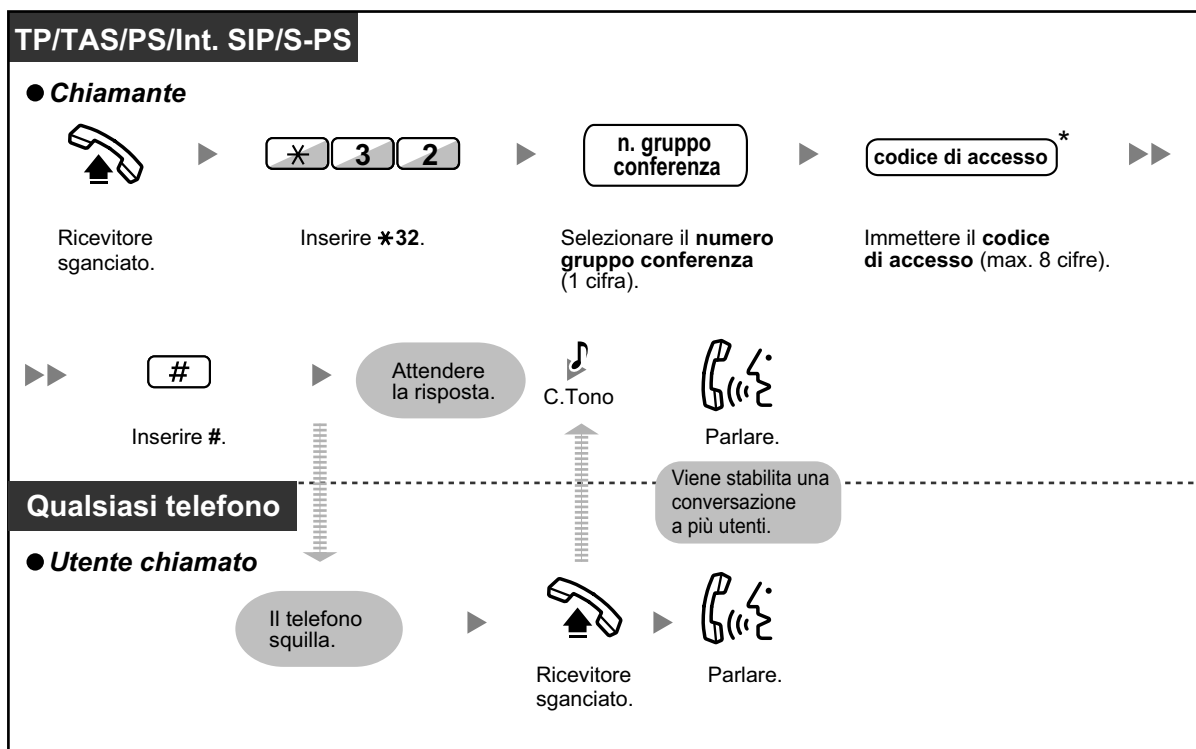 TP/TAS/PS/Int. SIP/S-PS
● Chiamante
* 3 2
n. gruppo
conferenza
codice di accesso*
Ricevitore
sganciato.
Inserire *32.
Selezionare il numero
gruppo conferenza
(1 cifra).
Immettere il codice
di accesso (max. 8 cifre).
#
Attendere
la risposta.
C.Tono
Inserire #.
Parlare.
Viene stabilita una
conversazione
a più utenti.
Qualsiasi telefono
● Utente chiamato
Il telefono
squilla.
Ricevitore
sganciato.
Parlare.